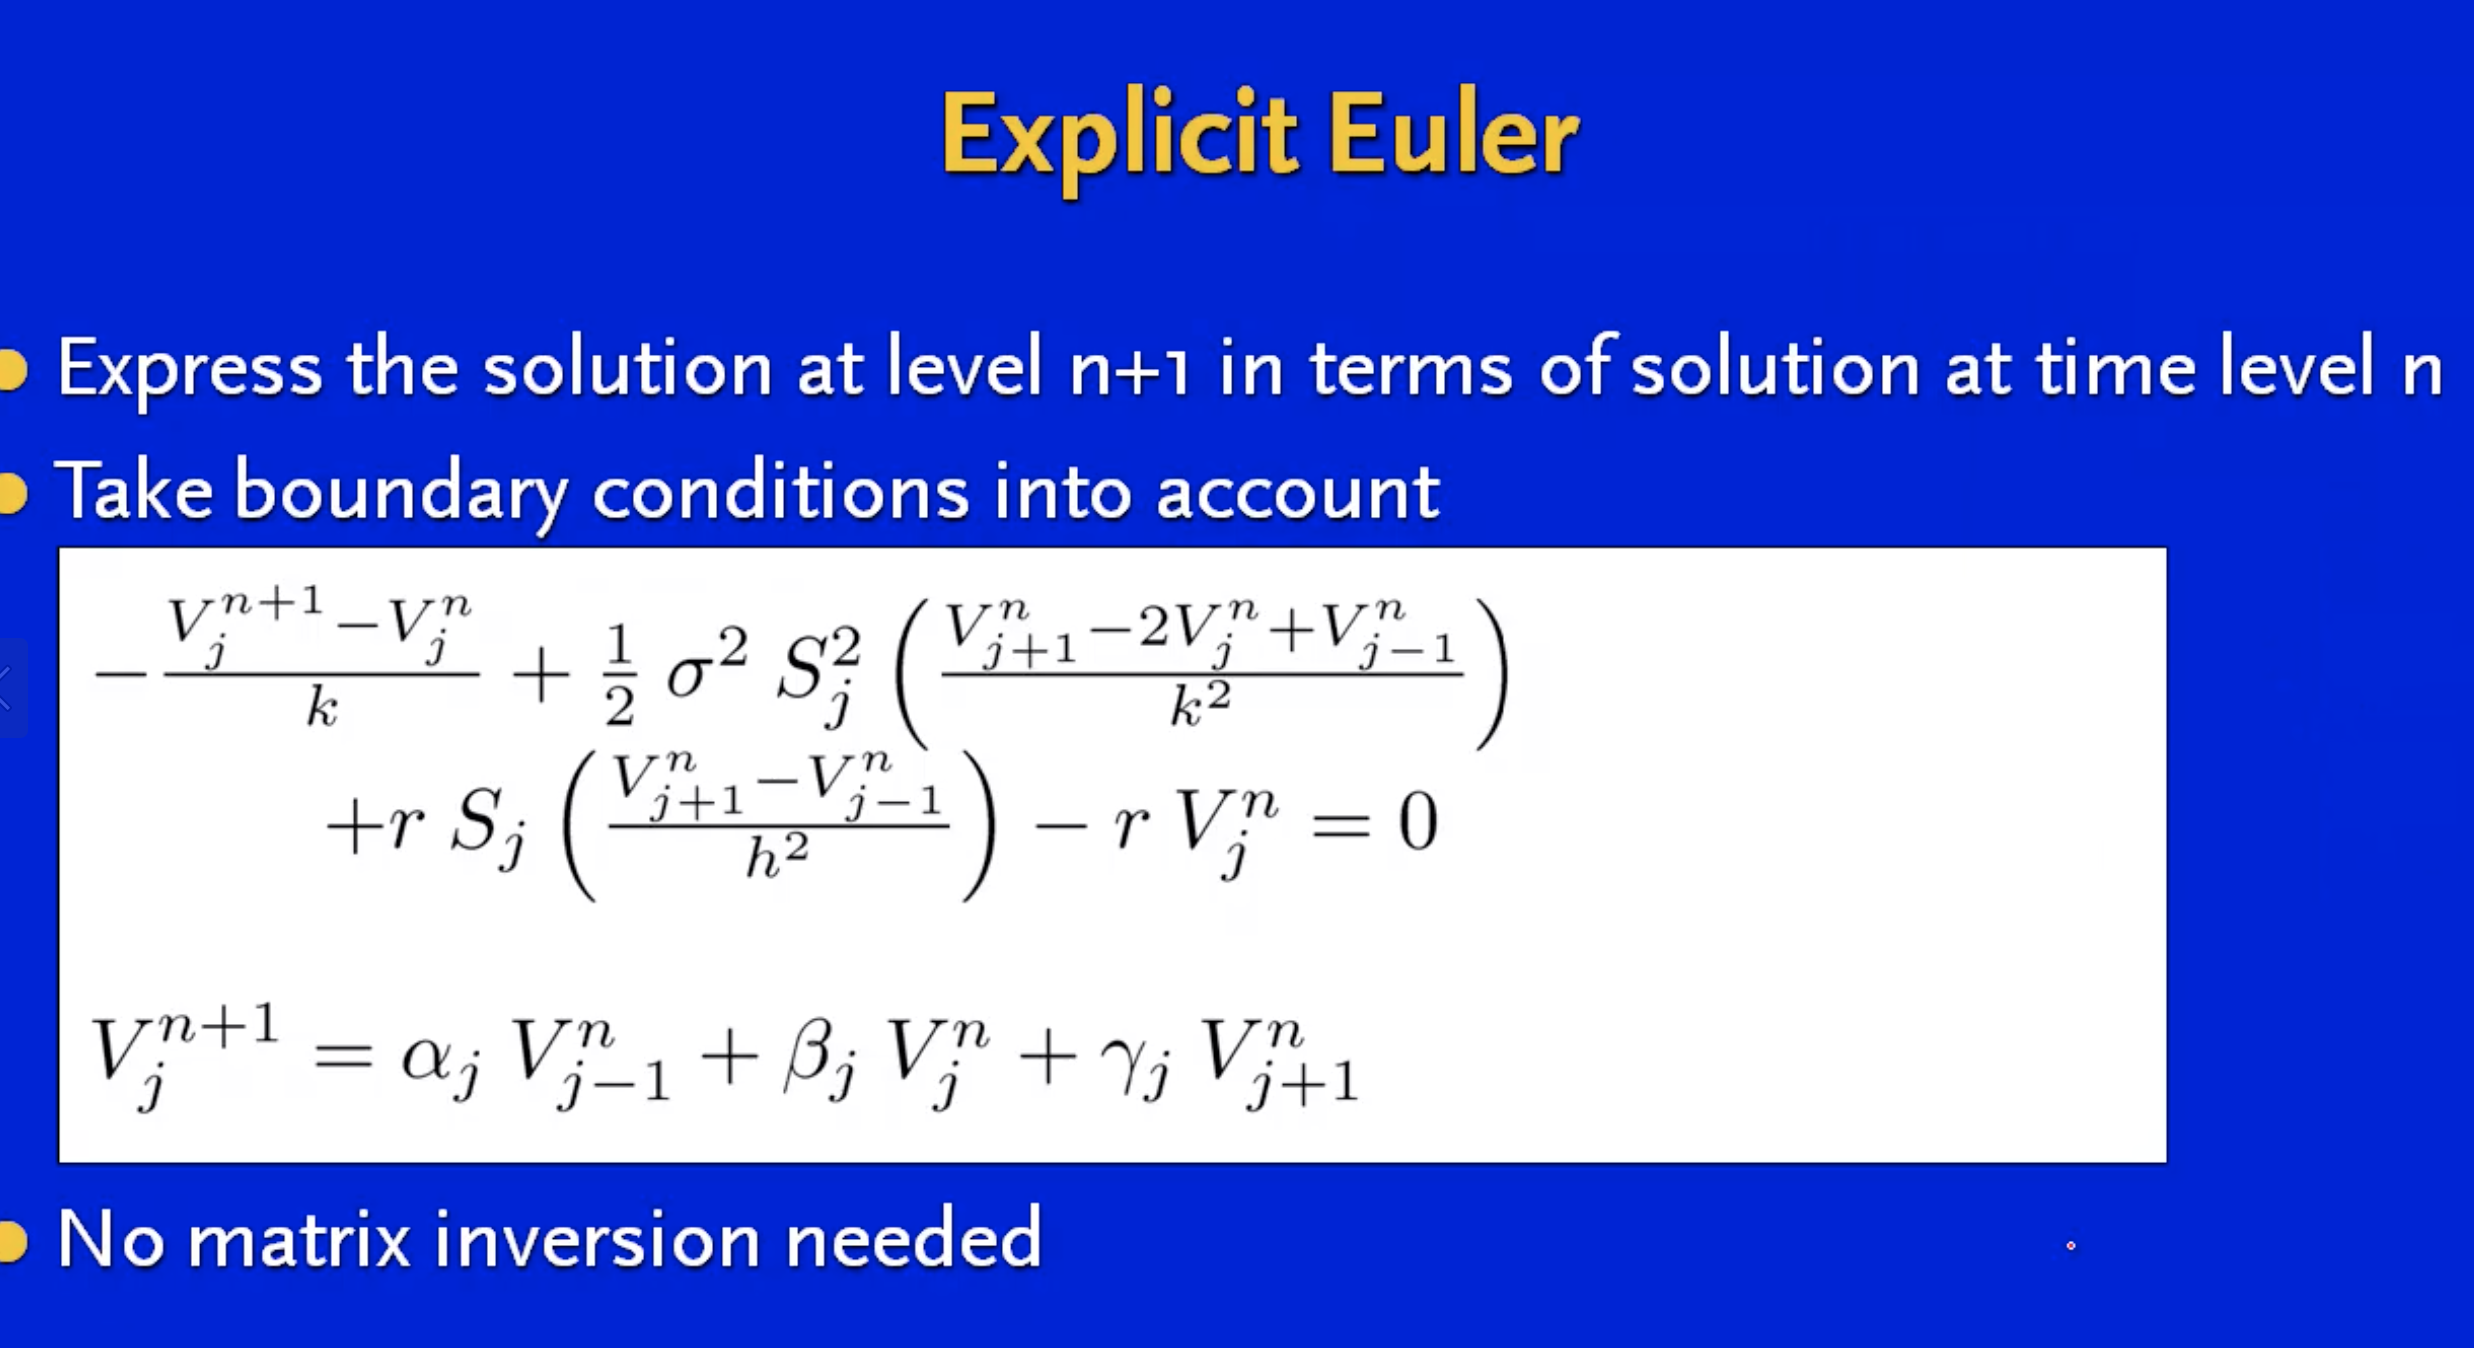 Explicit Euler
• Express the solution at level n+1 in terms of solution at time level n
• Take boundary conditions into account
$-\frac{V_j^{n+1}-V_j^n}{k} + \frac{1}{2} \sigma^2 S_j^2 \left( \frac{V_{j+1}^n-2V_j^n+V_{j-1}^n}{k^2} \right)$
$+r S_j \left( \frac{V_{j+1}^n-V_{j-1}^n}{h^2} \right) - r V_j^n = 0$
$V_j^{n+1} = \alpha_j V_{j-1}^n + \beta_j V_j^n + \gamma_j V_{j+1}^n$
• No matrix inversion needed